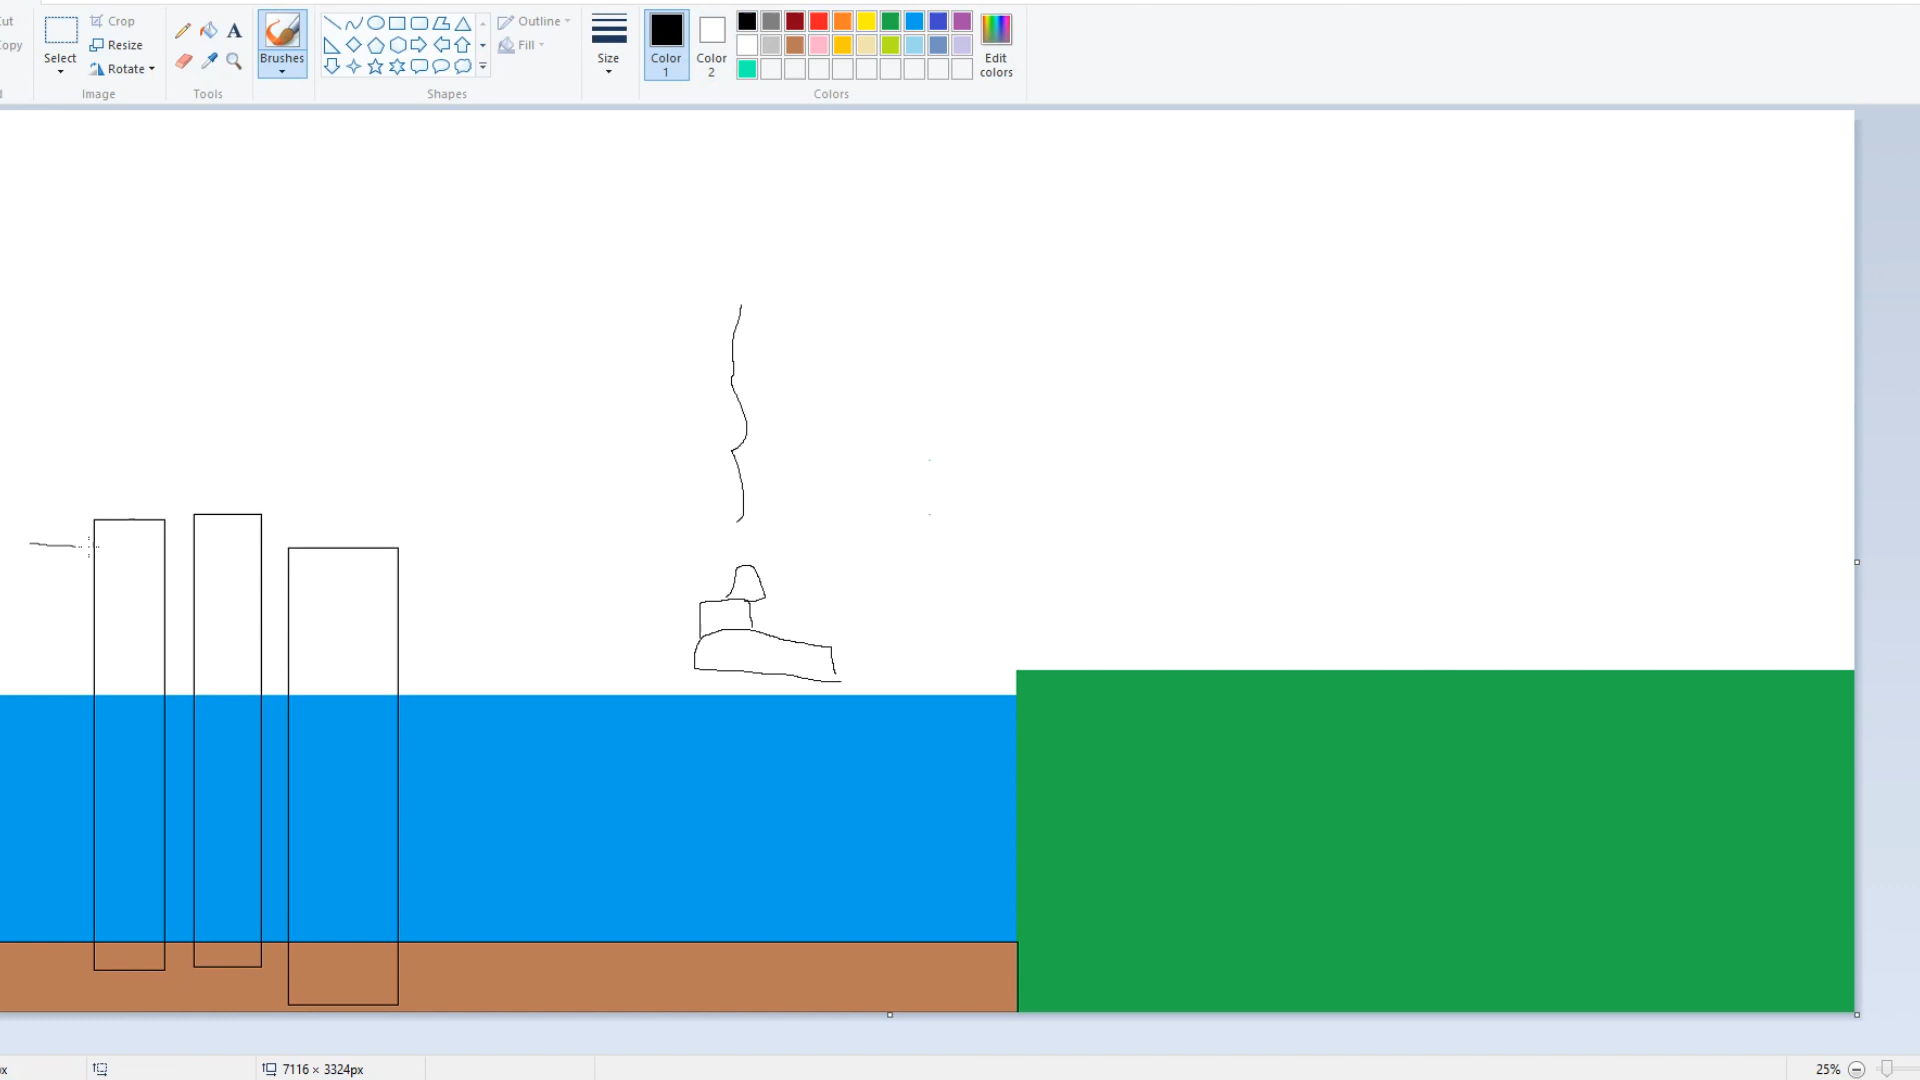 Cut
Copy
Select
Crop
Resize
Rotate
Image
Tools
Brushes
Shapes
Outline
Fill
Size
Color
1
Color
2
Edit
colors
Colors
7116 × 3324px
25%